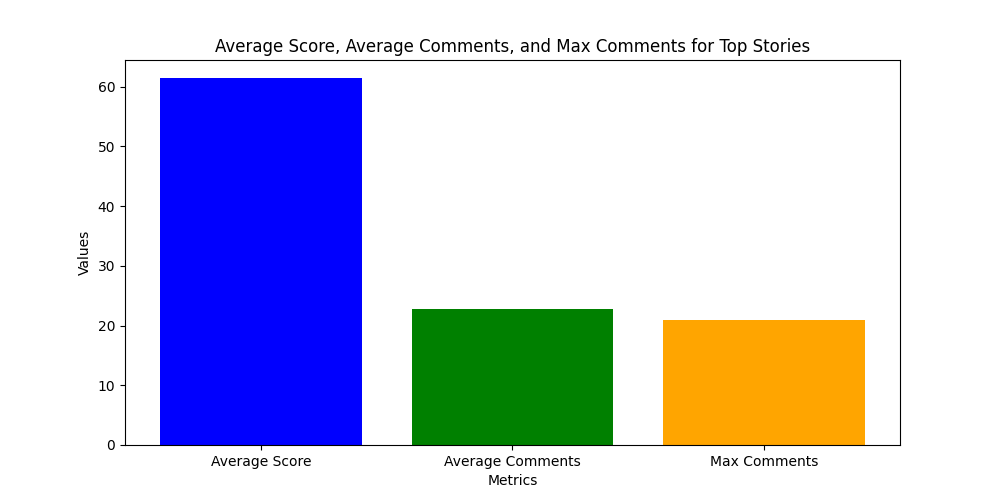 Average Score, Average Comments, and Max Comments for Top Stories
60
50
40
30
20
10
0
Values
Average Score
Average Comments
Max Comments
Metrics